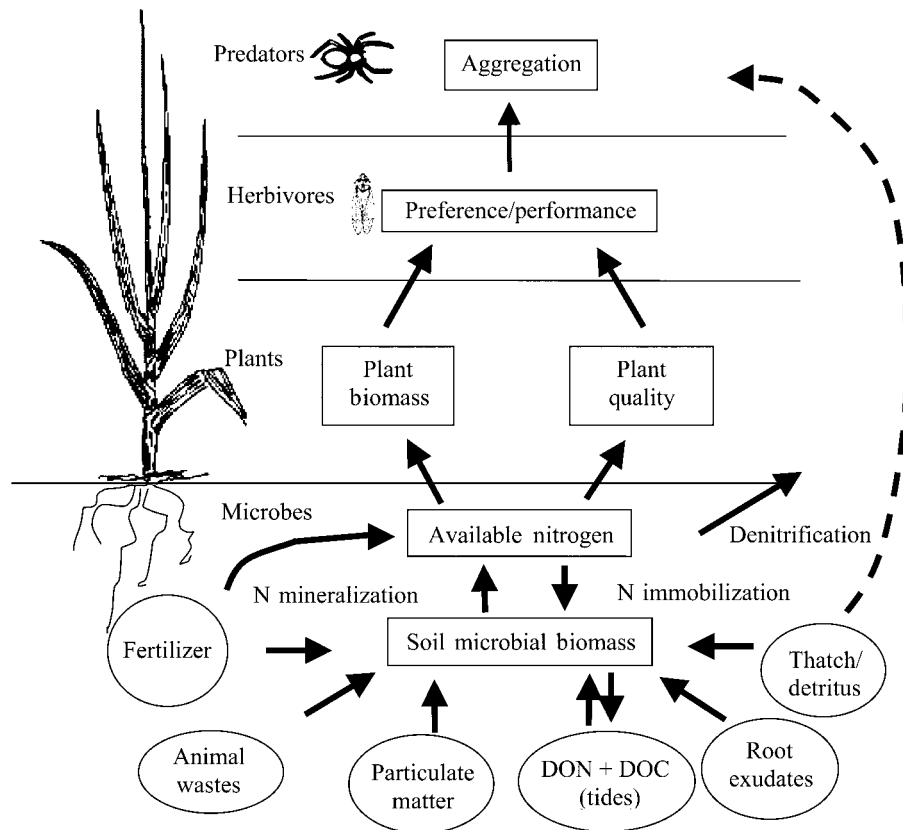 Predators
Aggregation
Herbivores
Preference/performance
Plants
Plant
biomass
Plant
quality
Microbes
Available nitrogen
Denitrification
N mineralization
N immobilization
Fertilizer
Soil microbial biomass
Thatch/
detritus
Animal
wastes
Particulate
matter
DON + DOC
(tides)
Root
exudates